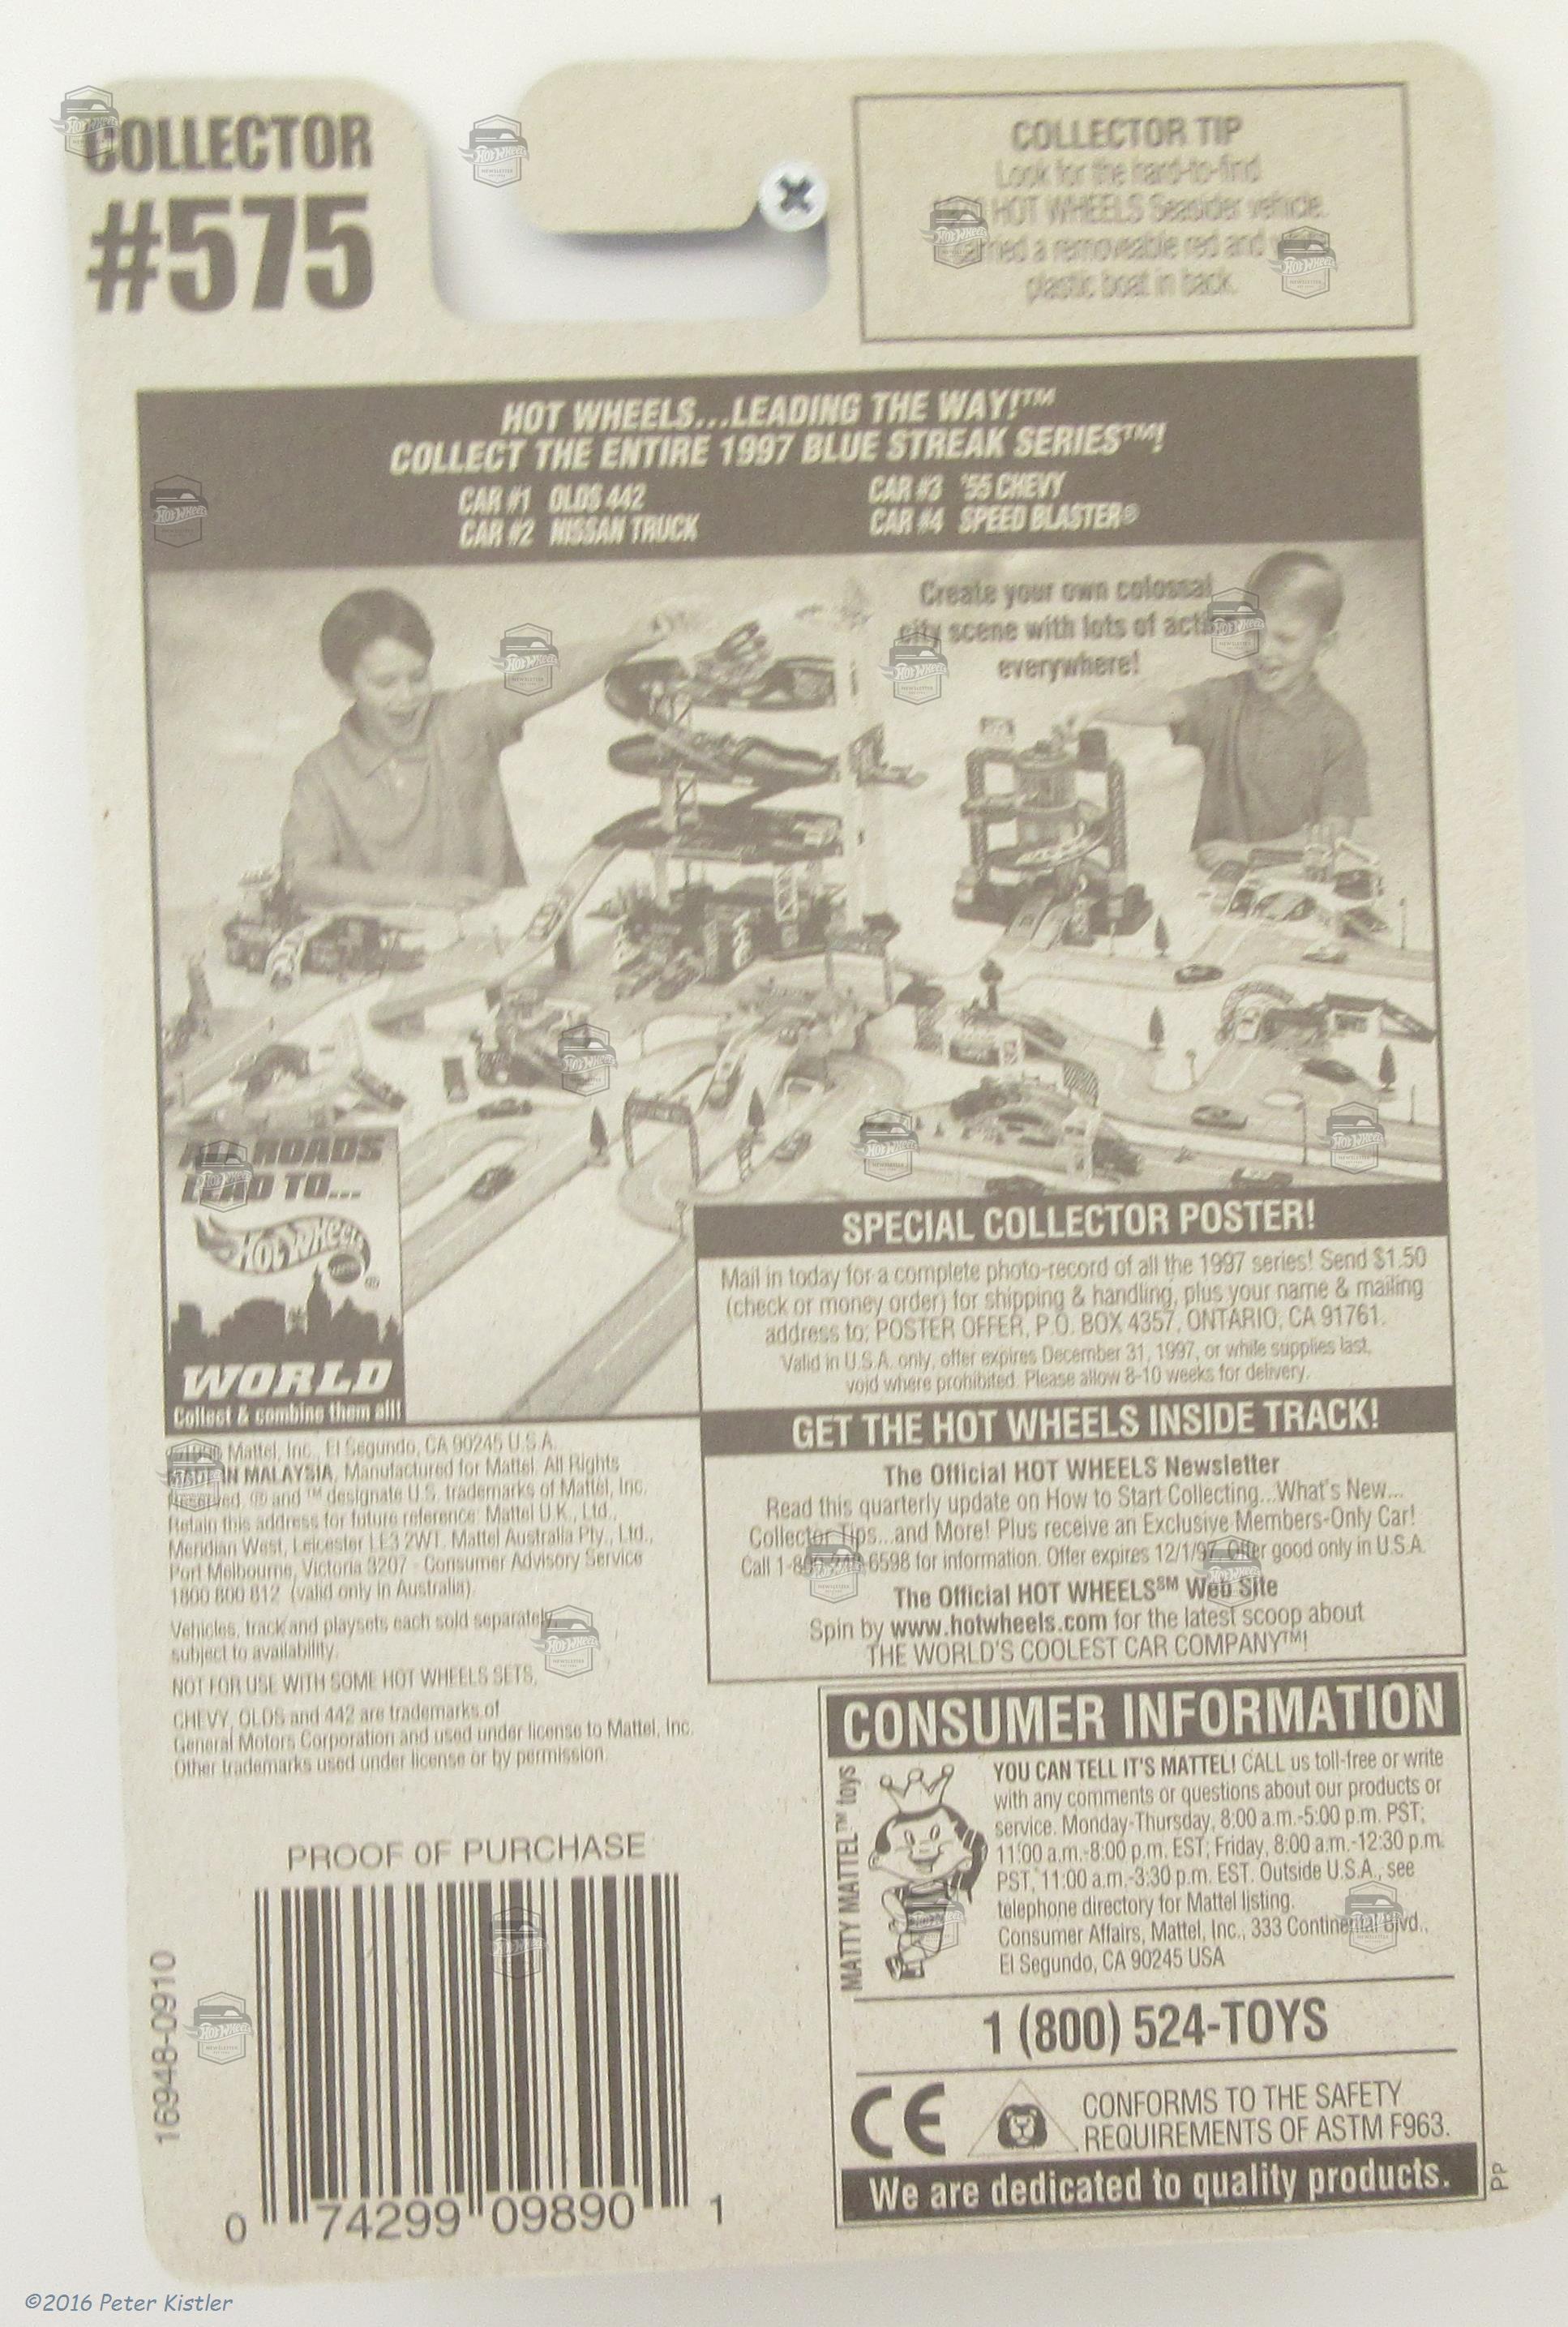 COLLECTOR
#575
COLLECTOR TIP
Look for the hard-to-find
HOT WHEELS Seasider vehicle.
a removeable red and
plastic boat in back.
HOT WHEELS...LEADING THE WAY!™
COLLECT THE ENTIRE 1997 BLUE STREAK SERIES™!
CAR #1 OLDS 442
CAR #2 NISSAN TRUCK
CAR #3 '55 CHEVY
CAR #4 SPEED BLASTER®
Create your own colossal
city scene with lots of
everywhere!
ALL ROADS
LEAD TO...
HOT WHEELS
®
WORLD
Collect & combine them all!
SPECIAL COLLECTOR POSTER!
Mail in today for a complete photo-record of all the 1997 series! Send $1.50
(check or money order) for shipping & handling, plus your name & mailing
address to: POSTER OFFER, P.O. BOX 4357, ONTARIO, CA 91761.
Valid in U.S.A. only, offer expires December 31, 1997, or while supplies last,
void where prohibited. Please allow 8-10 weeks for delivery.
GET THE HOT WHEELS INSIDE TRACK!
The Official HOT WHEELS Newsletter
Read this quarterly update on How to Start Collecting...What's New...
Collector Tips...and More! Plus receive an Exclusive Members-Only Car!
Call 6598 for information. Offer expires 12/1/97. Offer good only in U.S.A.
The Official HOT WHEELS℠ Web Site
Spin by www.hotwheels.com for the latest scoop about
THE WORLD'S COOLEST CAR COMPANY™!
Mattel, Inc., El Segundo, CA 90245 U.S.A.
MADE IN MALAYSIA. Manufactured for Mattel. All Rights
Reserved. ® and ™ designate U.S. trademarks of Mattel, Inc.
Retain this address for future reference: Mattel U.K., Ltd.,
Meridian West, Leicester LE3 2WT. Mattel Australia Pty., Ltd.,
Port Melbourne, Victoria 3207 - Consumer Advisory Service
1800 800 812 (valid only in Australia).
Vehicles, track and playsets each sold separately,
subject to availability.
NOT FOR USE WITH SOME HOT WHEELS SETS.
CHEVY, OLDS and 442 are trademarks of
General Motors Corporation and used under license to Mattel, Inc.
Other trademarks used under license or by permission.
CONSUMER INFORMATION
MATTY MATTEL™ toys
YOU CAN TELL IT'S MATTEL! CALL us toll-free or write
with any comments or questions about our products or
service. Monday-Thursday, 8:00 a.m.-5:00 p.m. PST;
11:00 a.m.-8:00 p.m. EST; Friday, 8:00 a.m.-12:30 p.m.
PST, 11:00 a.m.-3:30 p.m. EST. Outside U.S.A., see
telephone directory for Mattel listing.
Consumer Affairs, Mattel, Inc., 333 Continental Blvd.,
El Segundo, CA 90245 USA
1 (800) 524-TOYS
CE
CONFORMS TO THE SAFETY
REQUIREMENTS OF ASTM F963.
We are dedicated to quality products.
PP
PROOF OF PURCHASE
16948-0910
0 74299 09890 1
©2016 Peter Kistler